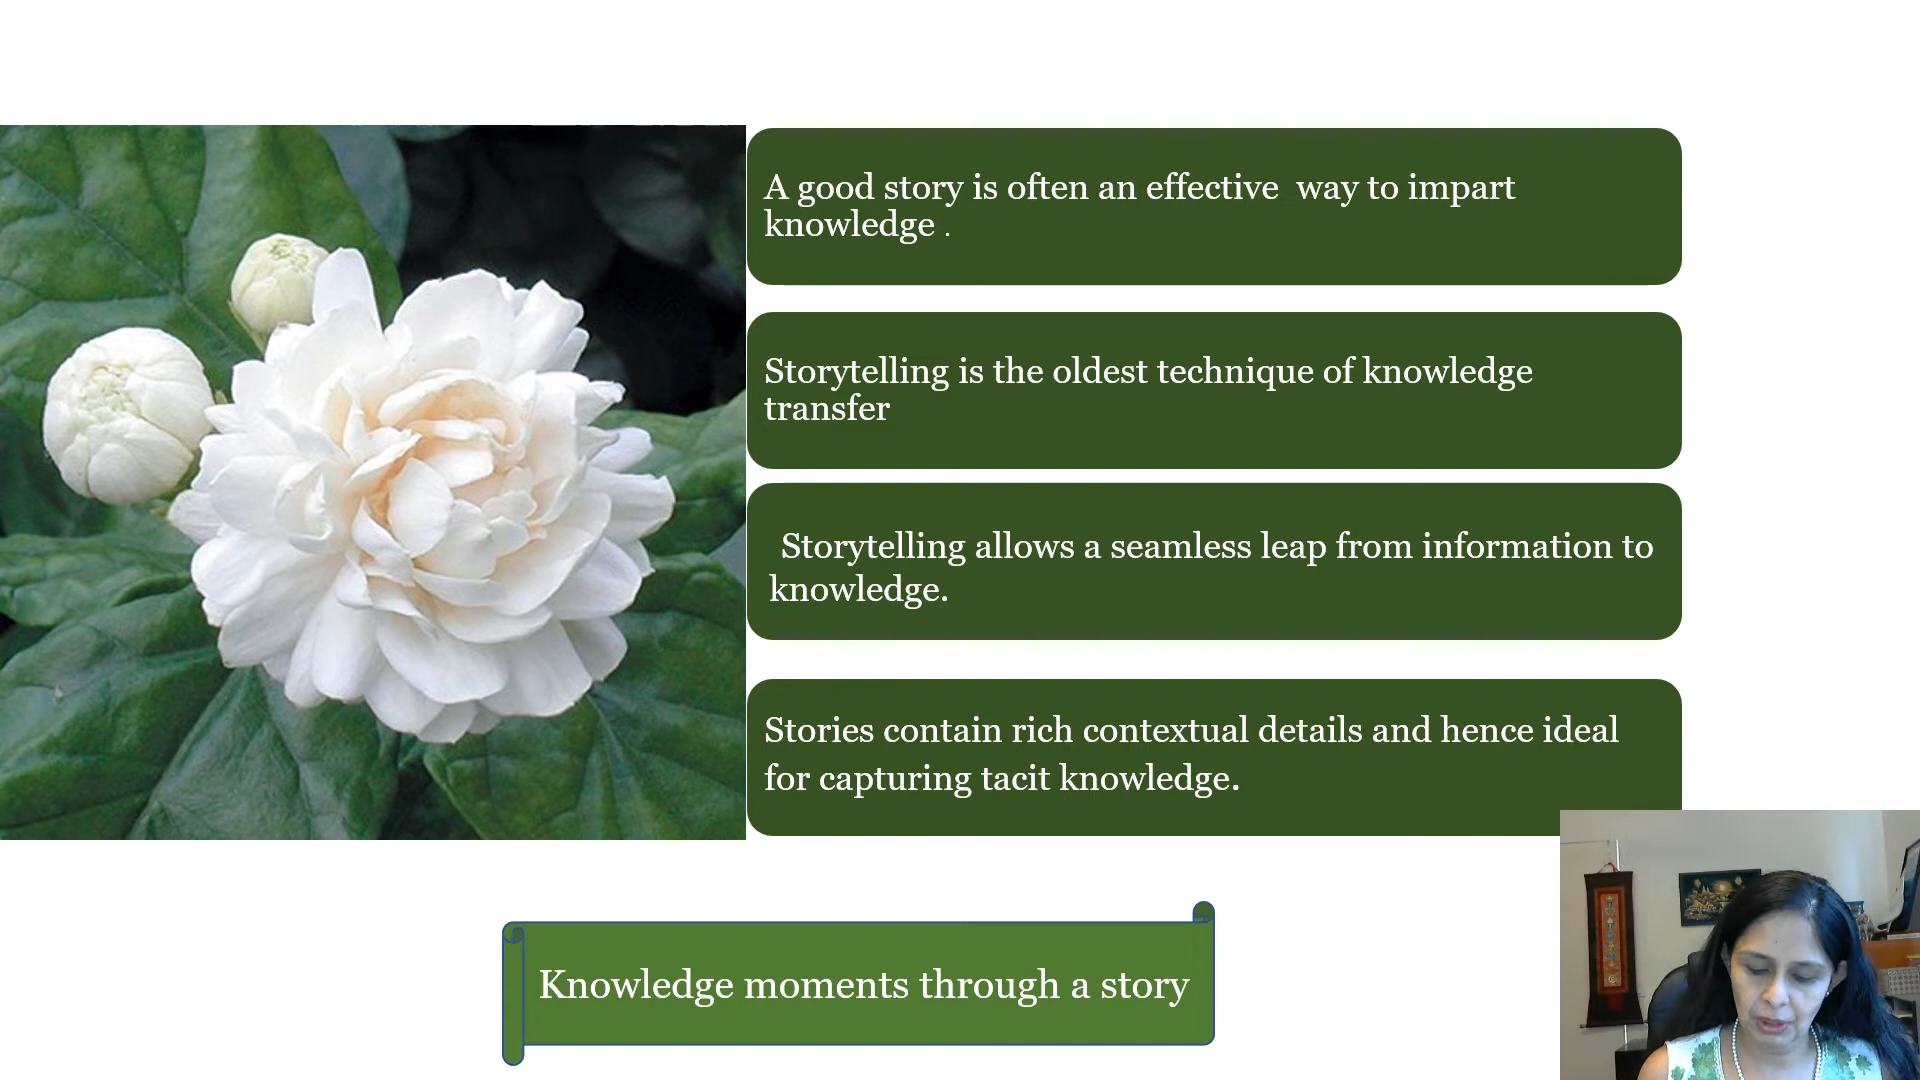 A good story is often an effective  way to impart
knowledge .
Storytelling is the oldest technique of knowledge
transfer
Storytelling allows a seamless leap from information to
knowledge.
Stories contain rich contextual details and hence ideal
for capturing tacit knowledge.
Knowledge moments through a story